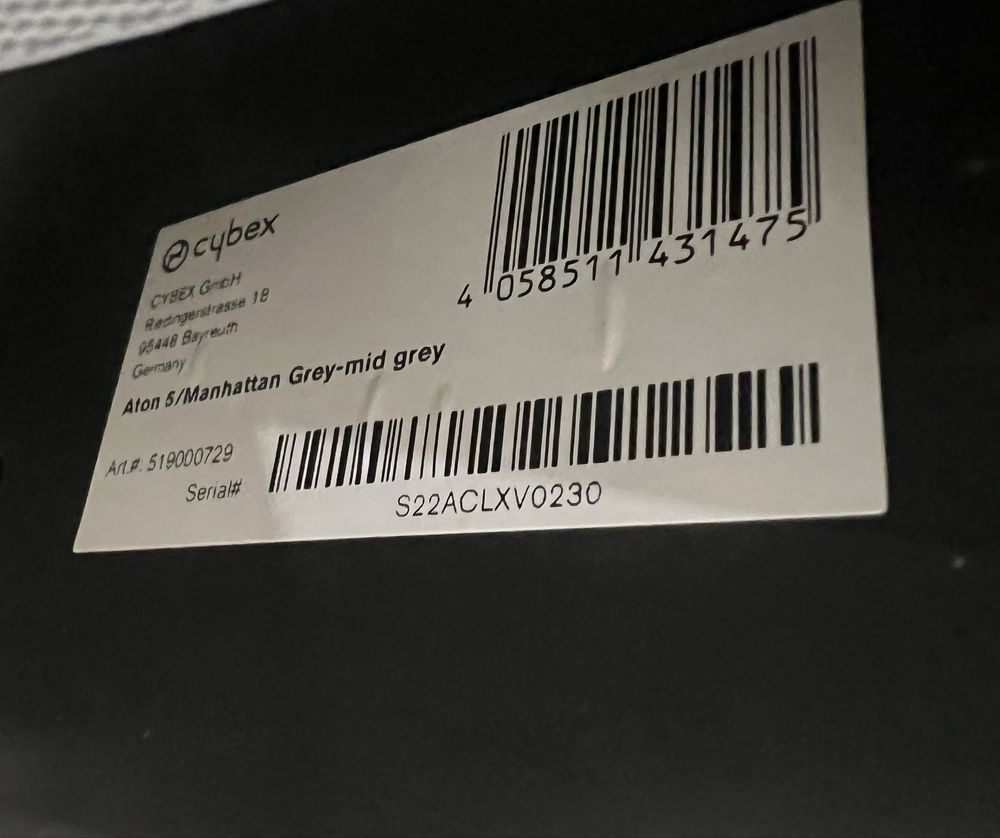 cybex
CYBEX GmbH
Riedingerstrasse 18
95448 Bayreuth
Germany
4 058511 431475
Aton 5/Manhattan Grey-mid grey
Art.#: 519000729
Serial#
S22ACLXV0230